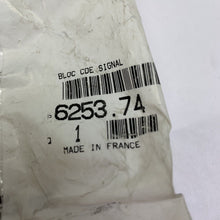 BLOC CDE SIGNAL
6253.74
1
MADE IN FRANCE